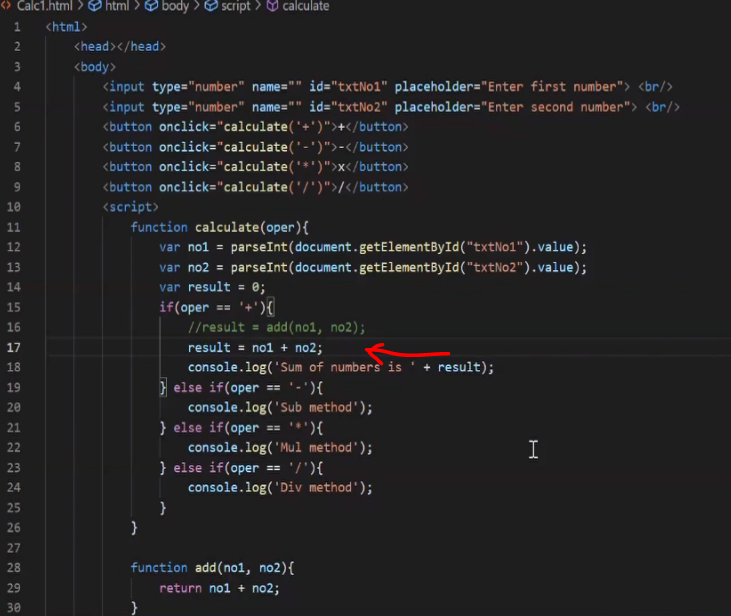 Calc1.html > html > body > script > calculate
1 <html>
2 <head></head>
3 <body>
4 <input type="number" name="" id="txtNo1" placeholder="Enter first number"> <br/>
5 <input type="number" name="" id="txtNo2" placeholder="Enter second number"> <br/>
6 <button onclick="calculate('+')">+</button>
7 <button onclick="calculate('-')">-</button>
8 <button onclick="calculate('*')">x</button>
9 <button onclick="calculate('/')">/</button>
10 <script>
11 function calculate(oper){
12 var no1 = parseInt(document.getElementById("txtNo1").value);
13 var no2 = parseInt(document.getElementById("txtNo2").value);
14 var result = 0;
15 if(oper == '+'){
16 //result = add(no1, no2);
17 result = no1 + no2;
18 console.log('Sum of numbers is ' + result);
19 } else if(oper == '-'){
20 console.log('Sub method');
21 } else if(oper == '*'){
22 console.log('Mul method');
23 } else if(oper == '/'){
24 console.log('Div method');
25 }
26 }
27
28 function add(no1, no2){
29 return no1 + no2;
30 }